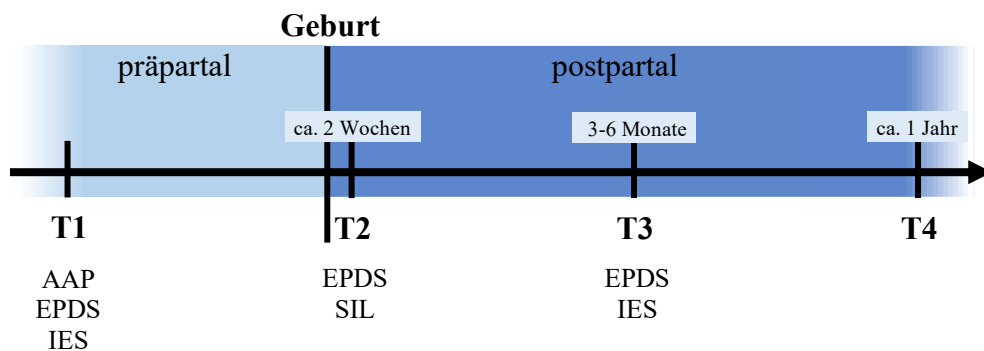 Geburt
präpartal
postpartal
ca. 2 Wochen
3-6 Monate
ca. 1 Jahr
T1
T2
T3
T4
AAP
EPDS
IES
EPDS
SIL
EPDS
IES